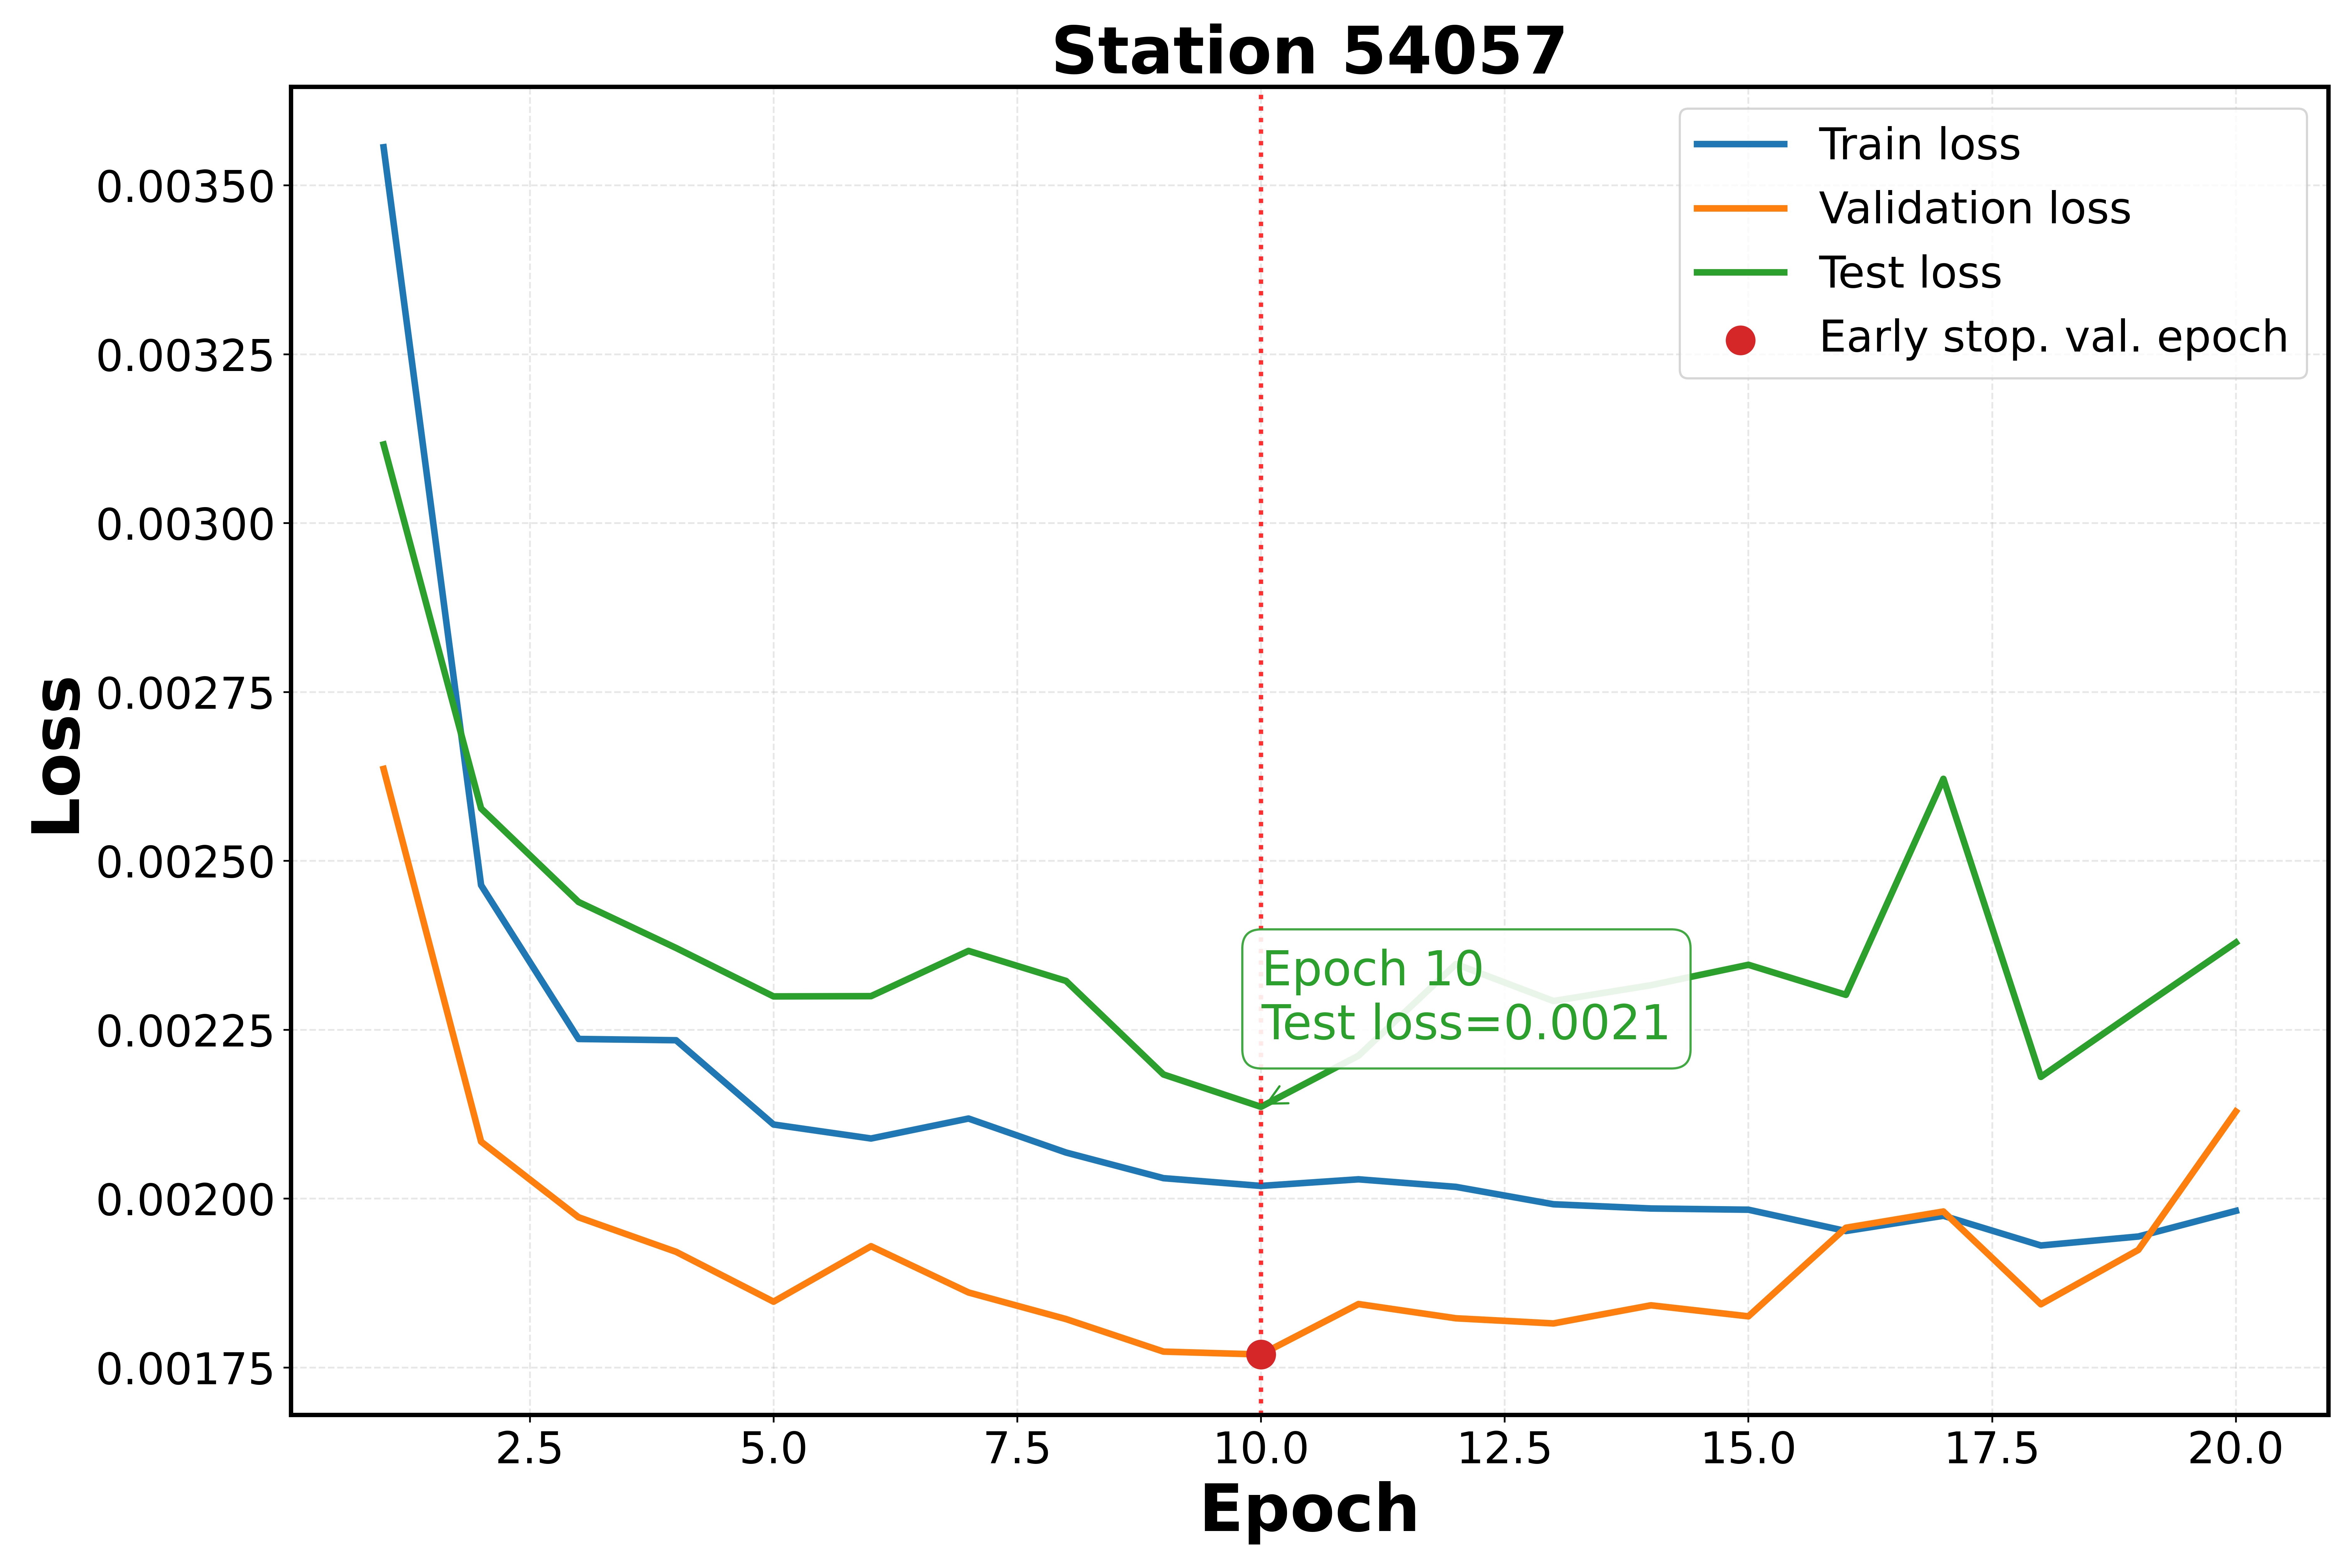 Station 54057
Train loss
Validation loss
Test loss
Early stop. val. epoch
0.00350
0.00325
0.00300
0.00275
0.00250
0.00225
0.00200
0.00175
Loss
Epoch 10
Test loss=0.0021
2.5 5.0 7.5 10.0 12.5 15.0 17.5 20.0
Epoch